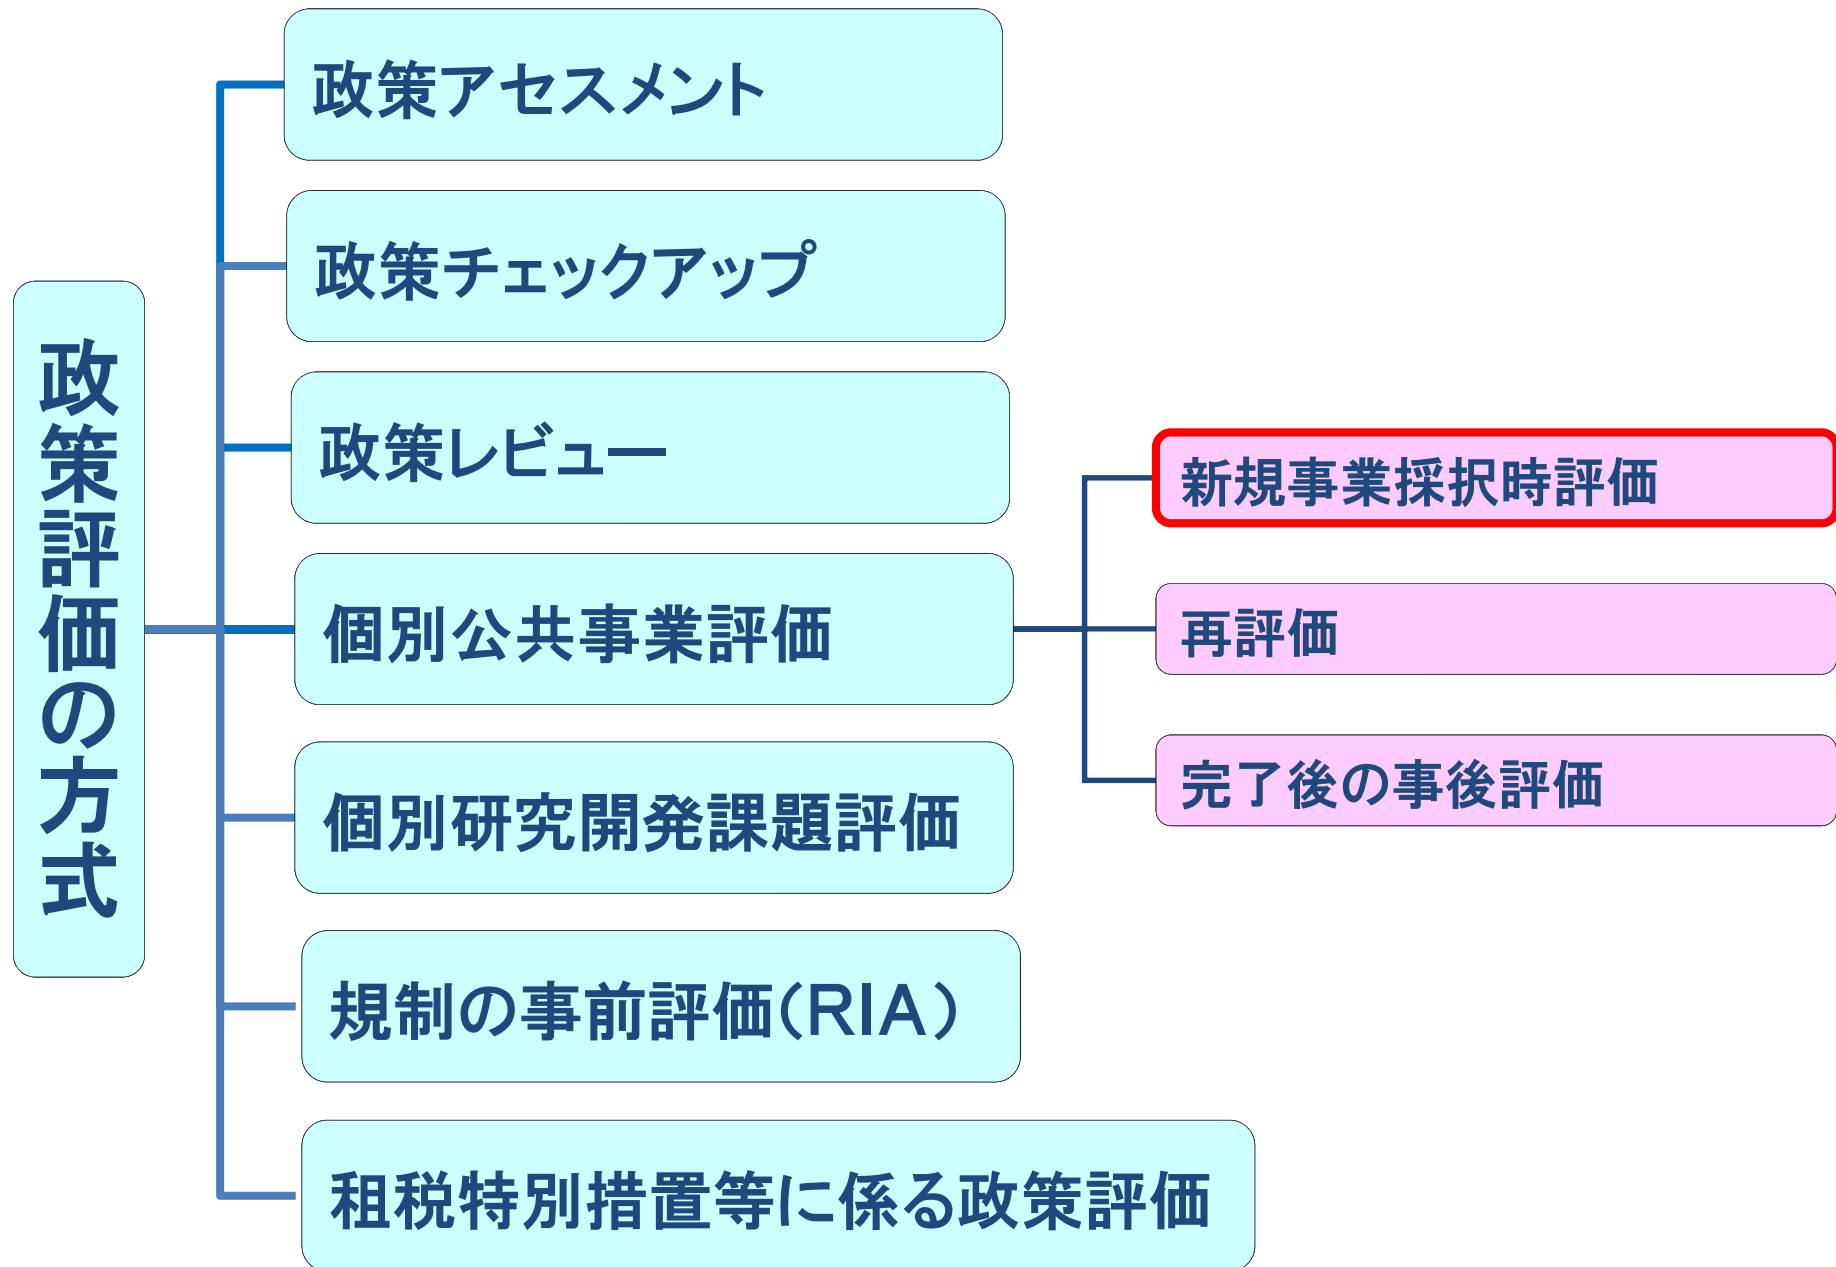 政策評価の方式
政策アセスメント
政策チェックアップ
政策レビュー
個別公共事業評価
新規事業採択時評価
再評価
完了後の事後評価
個別研究開発課題評価
規制の事前評価（ＲＩＡ）
租税特別措置等に係る政策評価